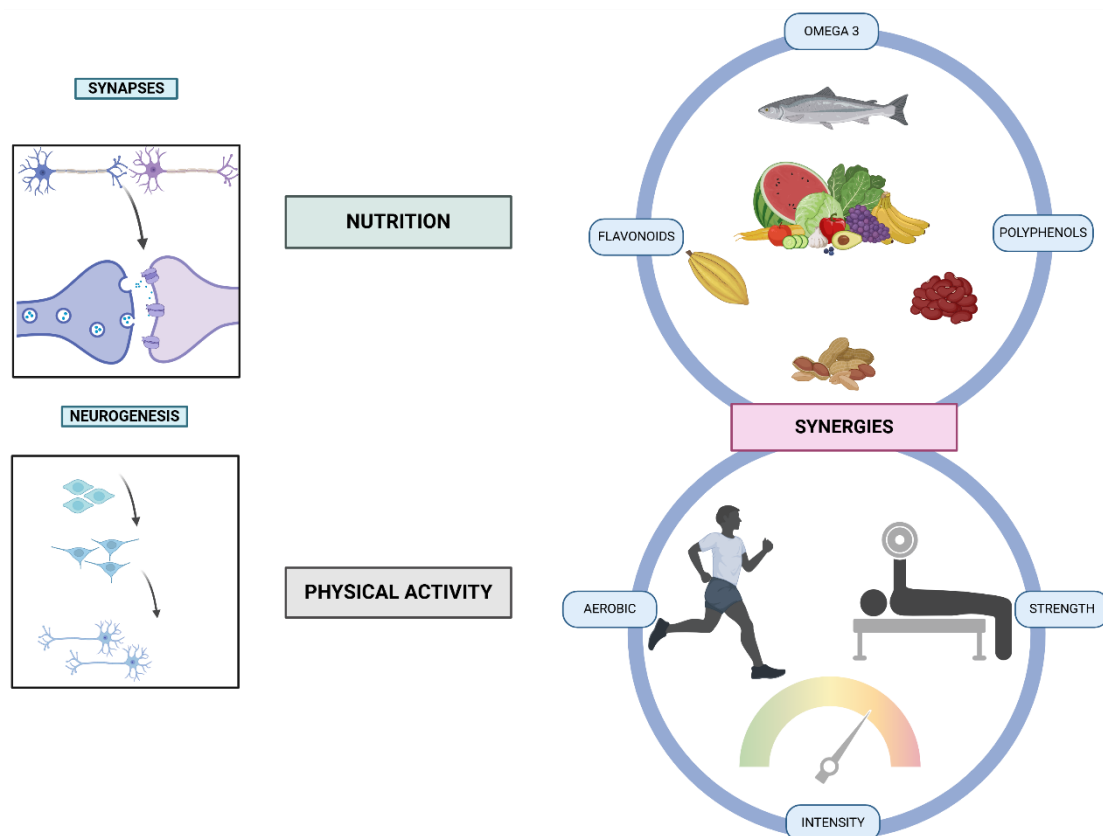 OMEGA 3
SYNAPSES
NUTRITION
FLAVONOIDS
POLYPHENOLS
NEUROGENESIS
SYNERGIES
PHYSICAL ACTIVITY
AEROBIC
STRENGTH
INTENSITY